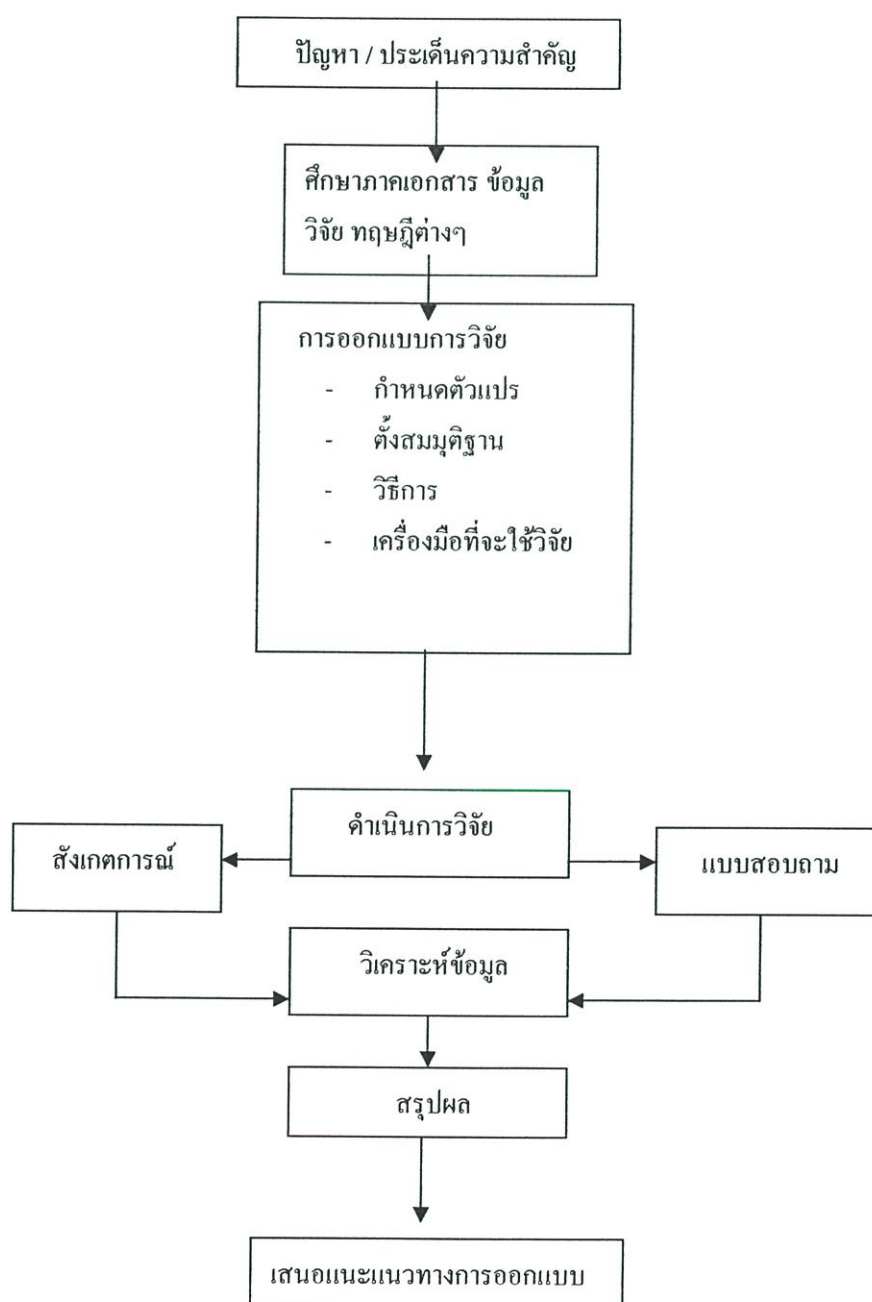 ปัญหา / ประเด็นความสำคัญ
ศึกษาภาคเอกสาร ข้อมูล
วิจัย ทฤษฎีต่างๆ
การออกแบบการวิจัย
- กำหนดตัวแปร
- ตั้งสมมุติฐาน
- วิธีการ
- เครื่องมือที่จะใช้วิจัย
ดำเนินการวิจัย
สังเกตการณ์
แบบสอบถาม
วิเคราะห์ข้อมูล
สรุปผล
เสนอแนะแนวทางการออกแบบ